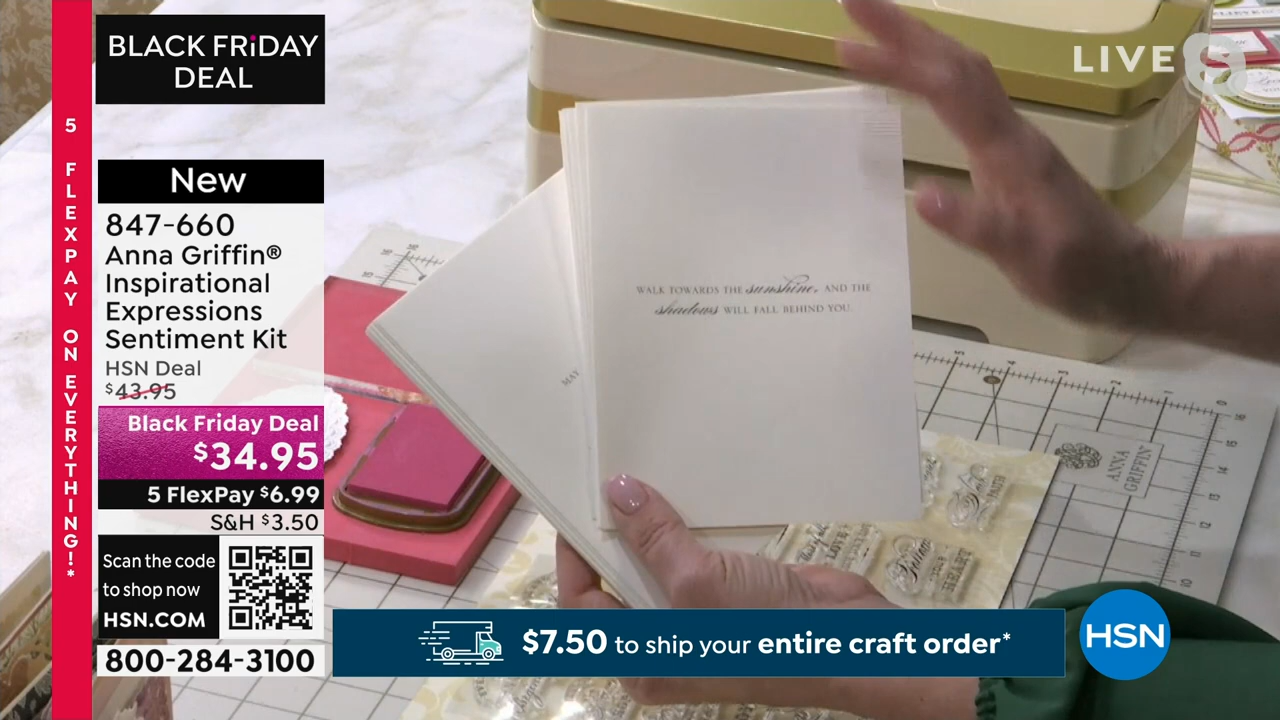 BLACK FRiDAY
DEAL
5 FLEXPAY ON EVERYTHING!*
New
847-660
Anna Griffin®
Inspirational
Expressions
Sentiment Kit
HSN Deal
$43.95
Black Friday Deal
$34.95
5 FlexPay $6.99
S&H $3.50
Scan the code
to shop now
HSN.COM
800-284-3100
LIVE
WALK TOWARDS THE sunshine, AND THE
shadows WILL FALL BEHIND YOU.
MAY
ANNA
GRIFFIN
FAITH
$7.50 to ship your entire craft order*
HSN